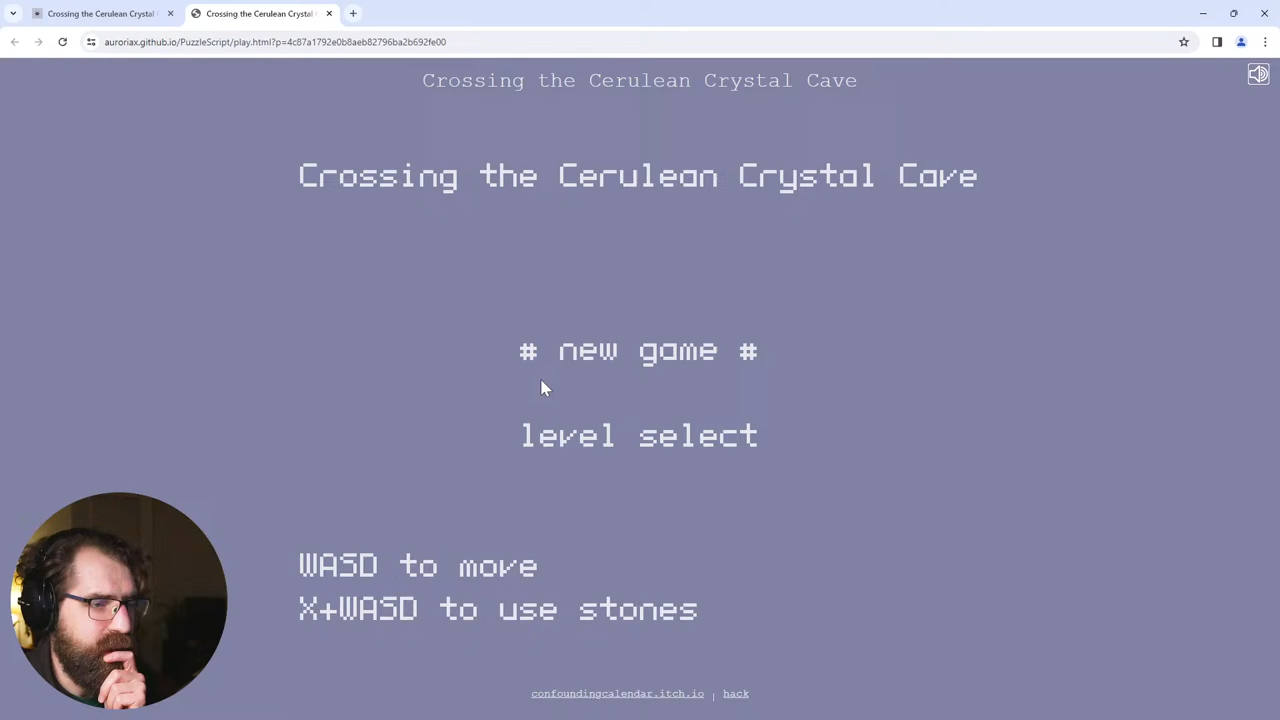 Crossing the Cerulean Crystal
Crossing the Cerulean Crystal
auroriax.github.io/PuzzleScript/play.html?p=4c87a1792e0b8aeb82796ba2b692fe00
Crossing the Cerulean Crystal Cave
Crossing the Cerulean Crystal Cave
# new game #
level select
WASD to move
X+WASD to use stones
confoundingcalendar.itch.io | hack